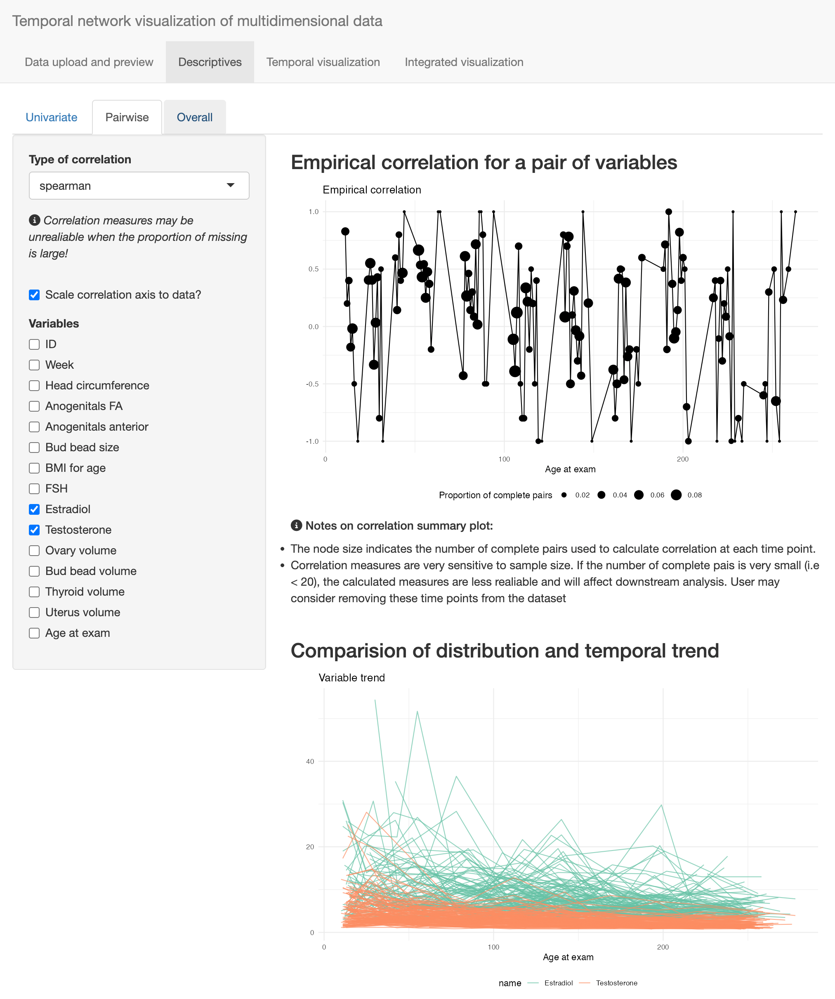 Temporal network visualization of multidimensional data
Data upload and preview Descriptives Temporal visualization Integrated visualization
Univariate Pairwise Overall
Type of correlation
spearman
Correlation measures may be
unrealiable when the proportion of missing
is large!
Scale correlation axis to data?
Variables
ID
Week
Head circumference
Anogenitals FA
Anogenitals anterior
Bud bead size
BMI for age
FSH
Estradiol
Testosterone
Ovary volume
Bud bead volume
Thyroid volume
Uterus volume
Age at exam
Empirical correlation for a pair of variables
Empirical correlation
1.0
0.5
0.0
-0.5
-1.0
0 100 200
Age at exam
Proportion of complete pairs 0.02 0.04 0.06 0.08
Notes on correlation summary plot:
• The node size indicates the number of complete pairs used to calculate correlation at each time point.
• Correlation measures are very sensitive to sample size. If the number of complete pais is very small (i.e
< 20), the calculated measures are less realiable and will affect downstream analysis. User may
consider removing these time points from the dataset
Comparision of distribution and temporal trend
Variable trend
40
20
0
0 100 200
Age at exam
name Estradiol Testosterone